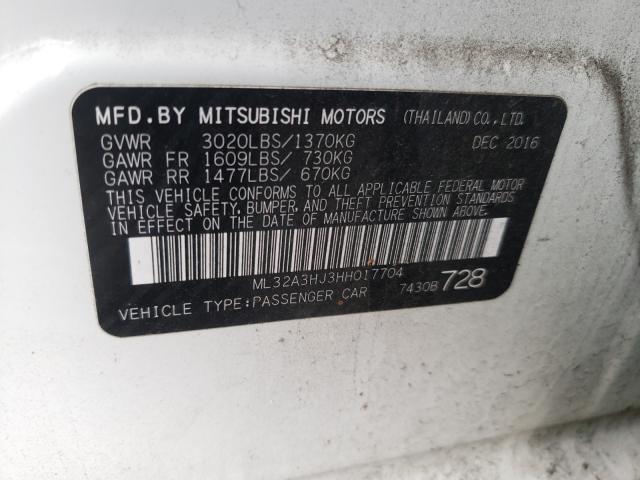 MFD.BY MITSUBISHI MOTORS (THAILAND)CO.,LTD.
GVWR 3020LBS/1370KG DEC 2016
GAWR FR 1609LBS/ 730KG
GAWR RR 1477LBS/ 670KG
THIS VEHICLE CONFORMS TO ALL APPLICABLE FEDERAL MOTOR
VEHICLE SAFETY, BUMPER, AND THEFT PREVENTION STANDARDS
IN EFFECT ON THE DATE OF MANUFACTURE SHOWN ABOVE.
ML32A3HJ3HH017704
VEHICLE TYPE:PASSENGER CAR 7430B 728